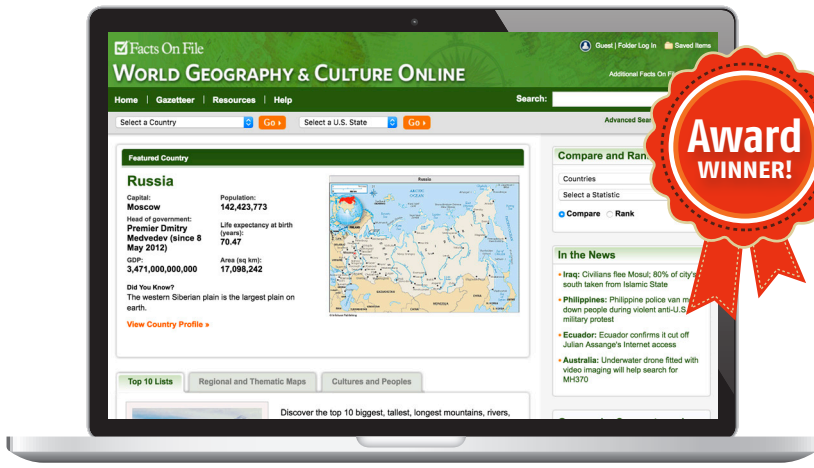 Facts On File
WORLD GEOGRAPHY & CULTURE ONLINE
Guest | Folder Log In
Saved Items
Additional Facts On
Home | Gazetteer | Resources | Help
Search:
Select a Country
Go
Select a U.S. State
Go
Advanced
Award
WINNER!
Featured Country
Russia
Capital:
Moscow
Population:
142,423,773
Head of government:
Premier Dmitry
Medvedev (since 8
May 2012)
Life expectancy at birth
(years):
70.47
GDP:
3,471,000,000,000
Area (sq km):
17,098,242
Did You Know?
The western Siberian plain is the largest plain on
earth.
View Country Profile »
Russia
Compare and
Countries
Select a Statistic
Compare
Rank
In the News
Iraq: Civilians flee Mosul; 80% of city's
south taken from Islamic State
Philippines: Philippine police van
down people during violent anti-U.S.
military protest
Ecuador: Ecuador confirms it cut off
Julian Assange's Internet access
Australia: Underwater drone fitted with
video imaging will help search for
MH370
Top 10 Lists
Regional and Thematic Maps
Cultures and Peoples
Discover the top 10 biggest, tallest, longest mountains, rivers,